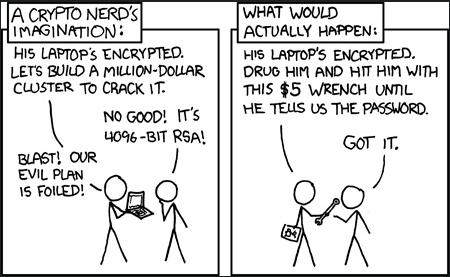 A CRYPTO NERD'S
IMAGINATION:
HIS LAPTOP'S ENCRYPTED.
LET'S BUILD A MILLION-DOLLAR
CLUSTER TO CRACK IT.
NO GOOD! IT'S
4096-BIT RSA!
BLAST! OUR
EVIL PLAN
IS FOILED!
WHAT WOULD
ACTUALLY HAPPEN:
HIS LAPTOP'S ENCRYPTED.
DRUG HIM AND HIT HIM WITH
THIS $5 WRENCH UNTIL
HE TELLS US THE PASSWORD.
GOT IT.